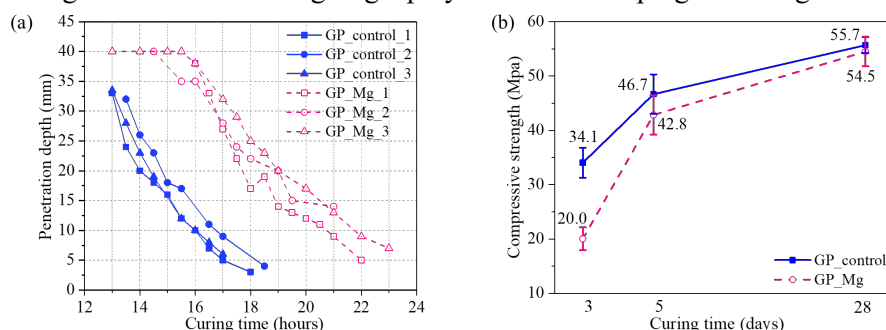 (a)
45
40
35
30
25
20
15
10
5
0
Penetration depth (mm)
GP_control_1
GP_control_2
GP_control_3
GP_Mg_1
GP_Mg_2
GP_Mg_3
12 14 16 18 20 22 24
Curing time (hours)
(b)
60
50
40
30
20
10
Compressive strength (Mpa)
34.1
46.7
55.7
20.0
42.8
54.5
GP_control
GP_Mg
3 5 28
Curing time (days)